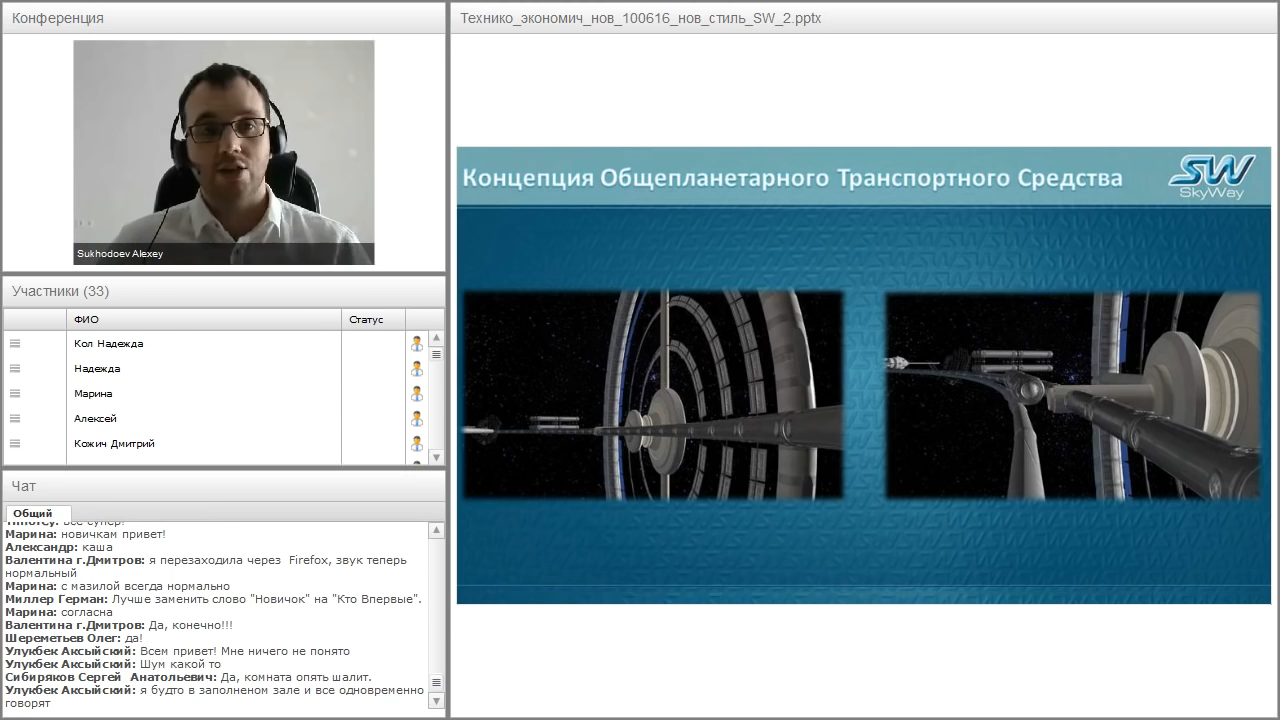 Конференция
Sukhodoev Alexey
Участники (33)
ФИО
Статус
Кол Надежда
Надежда
Марина
Алексей
Кожич Дмитрий
Чат
Общий
Марина: новичкам привет!
Александр: каша
Валентина г.Дмитров: я перезаходила через Firefox, звук теперь
нормальный
Марина: с мазилой всегда нормально
Миллер Герман: Лучше заменить слово "Новичок" на "Кто Впервые".
Марина: согласна
Валентина г.Дмитров: Да, конечно!!!
Шереметьев Олег: да!
Улукбек Аксыйский: Всем привет! Мне ничего не понято
Улукбек Аксыйский: Шум какой то
Сибиряков Сергей Анатольевич: Да, комната опять шалит.
Улукбек Аксыйский: я будто в заполненом зале и все одновременно
говорят
Технико_экономич_нов_100616_нов_стиль_SW_2.pptx
Концепция Общепланетарного Транспортного Средства
SW
SkyWay